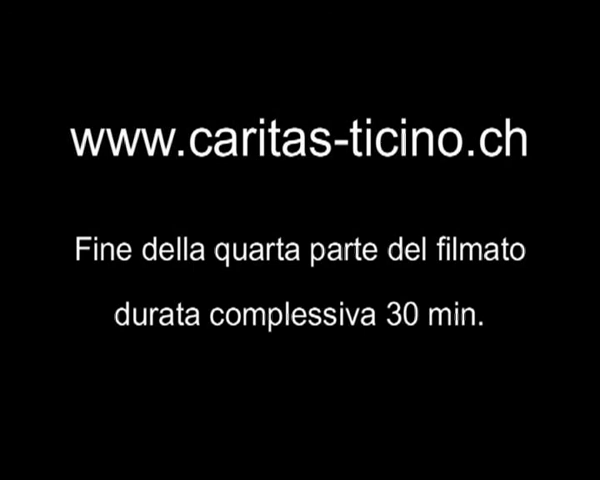 www.caritas-ticino.ch
Fine della quarta parte del filmato
durata complessiva 30 min.